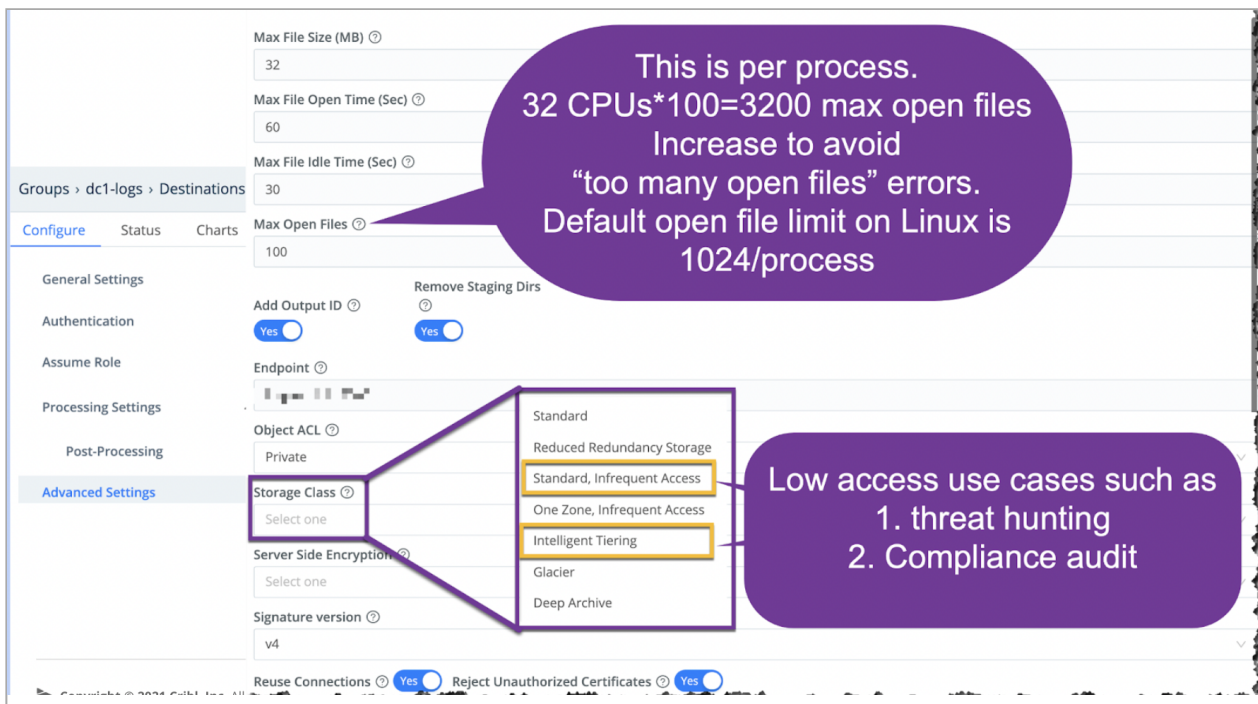 Max File Size (MB)
32
Max File Open Time (Sec)
60
Max File Idle Time (Sec)
30
Max Open Files
100
This is per process.
32 CPUs*100=3200 max open files
Increase to avoid
“too many open files” errors.
Default open file limit on Linux is
1024/process
Groups › dc1-logs › Destinations
Configure Status Charts
General Settings
Authentication
Assume Role
Processing Settings
Post-Processing
Advanced Settings
Add Output ID
Yes
Remove Staging Dirs
Yes
Endpoint
Object ACL
Private
Storage Class
Select one
Server Side Encryption
Select one
Signature version
v4
Reuse Connections Yes Reject Unauthorized Certificates Yes
Standard
Reduced Redundancy Storage
Standard, Infrequent Access
One Zone, Infrequent Access
Intelligent Tiering
Glacier
Deep Archive
Low access use cases such as
1. threat hunting
2. Compliance audit
Copyright © 2021 Cribl, Inc. All